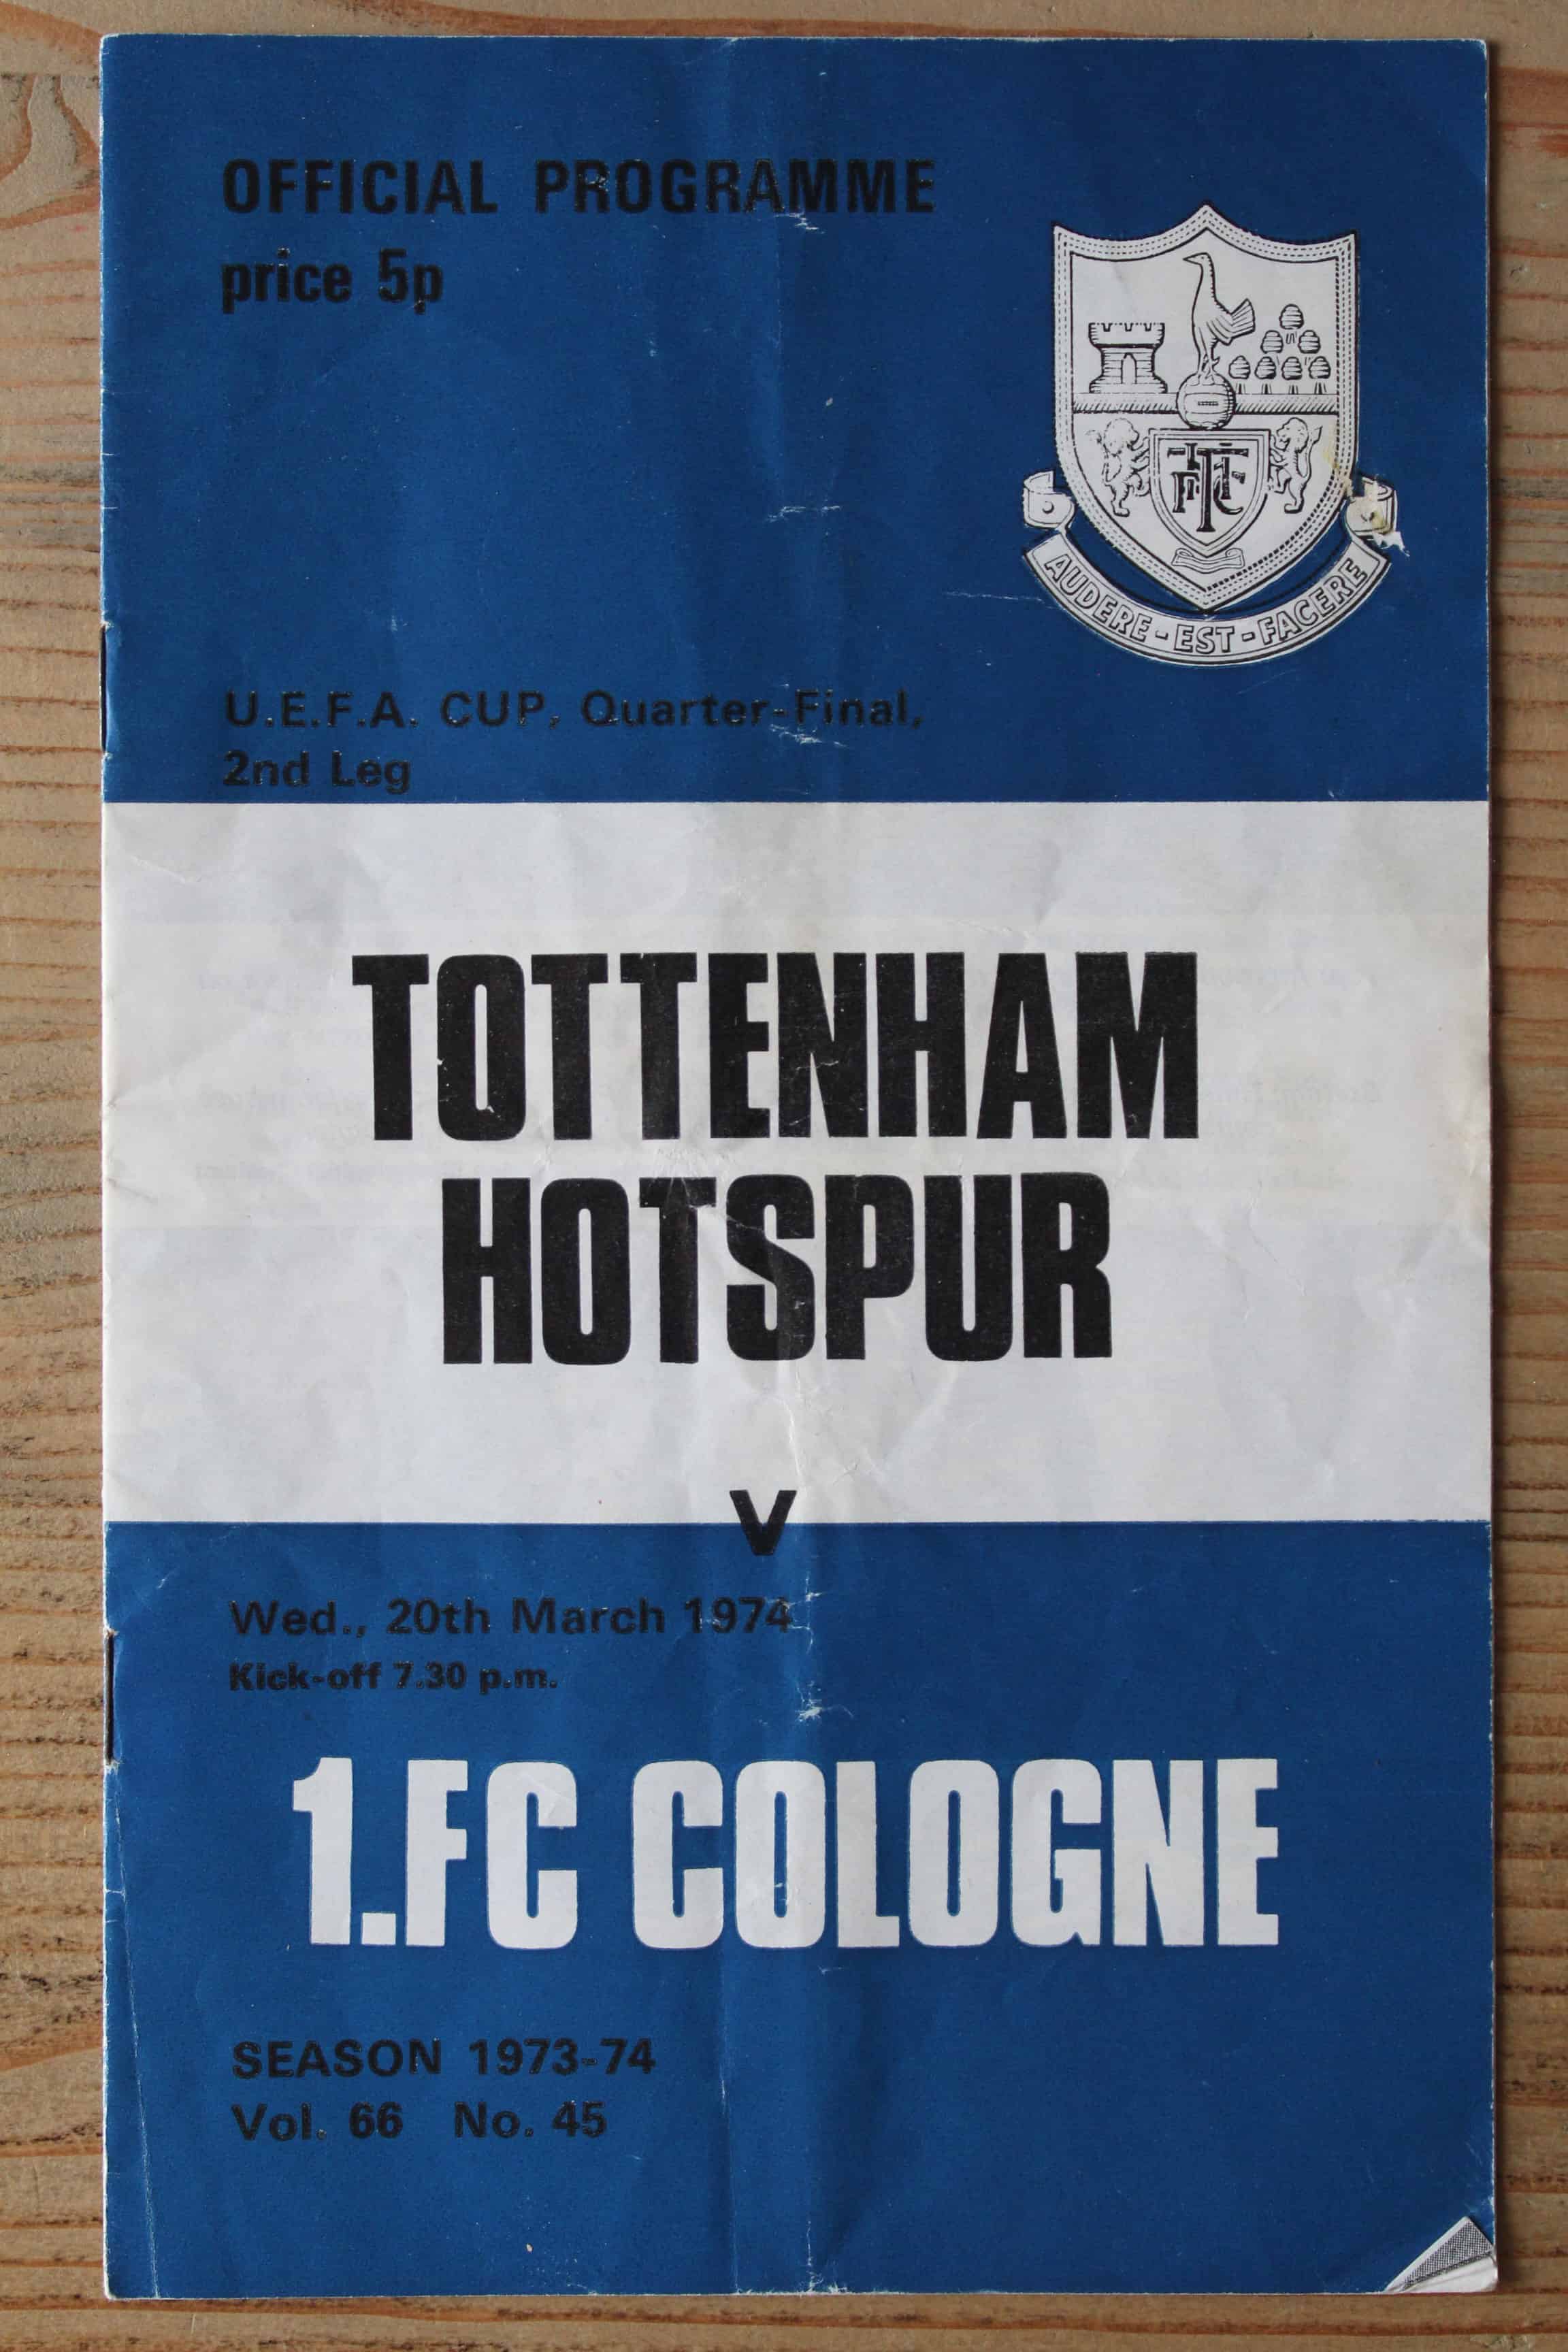 OFFICIAL PROGRAMME
price 5p
AUDERE - EST - FACERE
U.E.F.A. CUP, Quarter-Final,
2nd Leg
TOTTENHAM
HOTSPUR
v
Wed., 20th March 1974
Kick-off 7.30 p.m.
1.FC COLOGNE
SEASON 1973-74
Vol. 66 No. 45